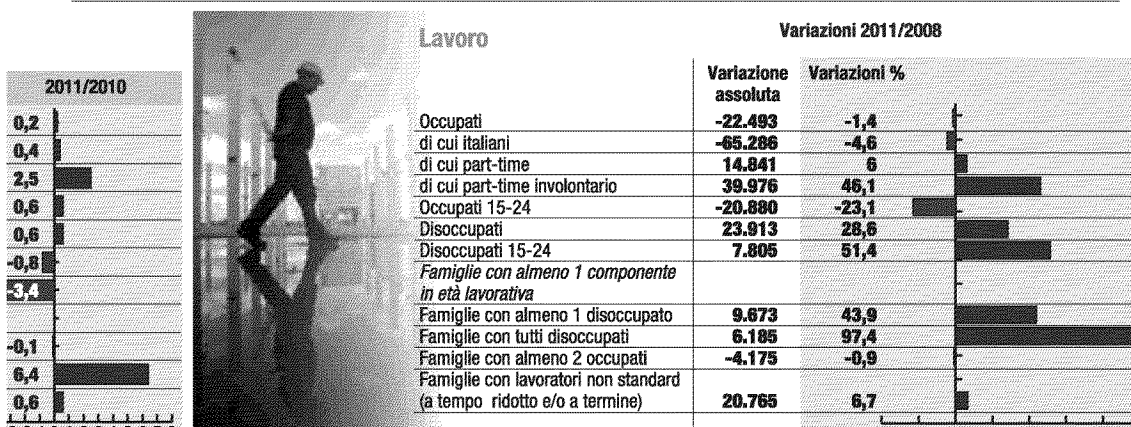 2011/2010
0,2
0,4
2,5
0,6
0,6
-0,8
-3,4
-0,1
6,4
0,6
Lavoro
Variazioni 2011/2008
Variazione assoluta Variazioni %
Occupati -22.493 -1,4
di cui italiani -65.286 -4,6
di cui part-time 14.841 6
di cui part-time involontario 39.976 46,1
Occupati 15-24 -20.880 -23,1
Disoccupati 23.913 28,6
Disoccupati 15-24 7.805 51,4
Famiglie con almeno 1 componente
in età lavorativa
Famiglie con almeno 1 disoccupato 9.673 43,9
Famiglie con tutti disoccupati 6.185 97,4
Famiglie con almeno 2 occupati -4.175 -0,9
Famiglie con lavoratori non standard
(a tempo ridotto e/o a termine) 20.765 6,7